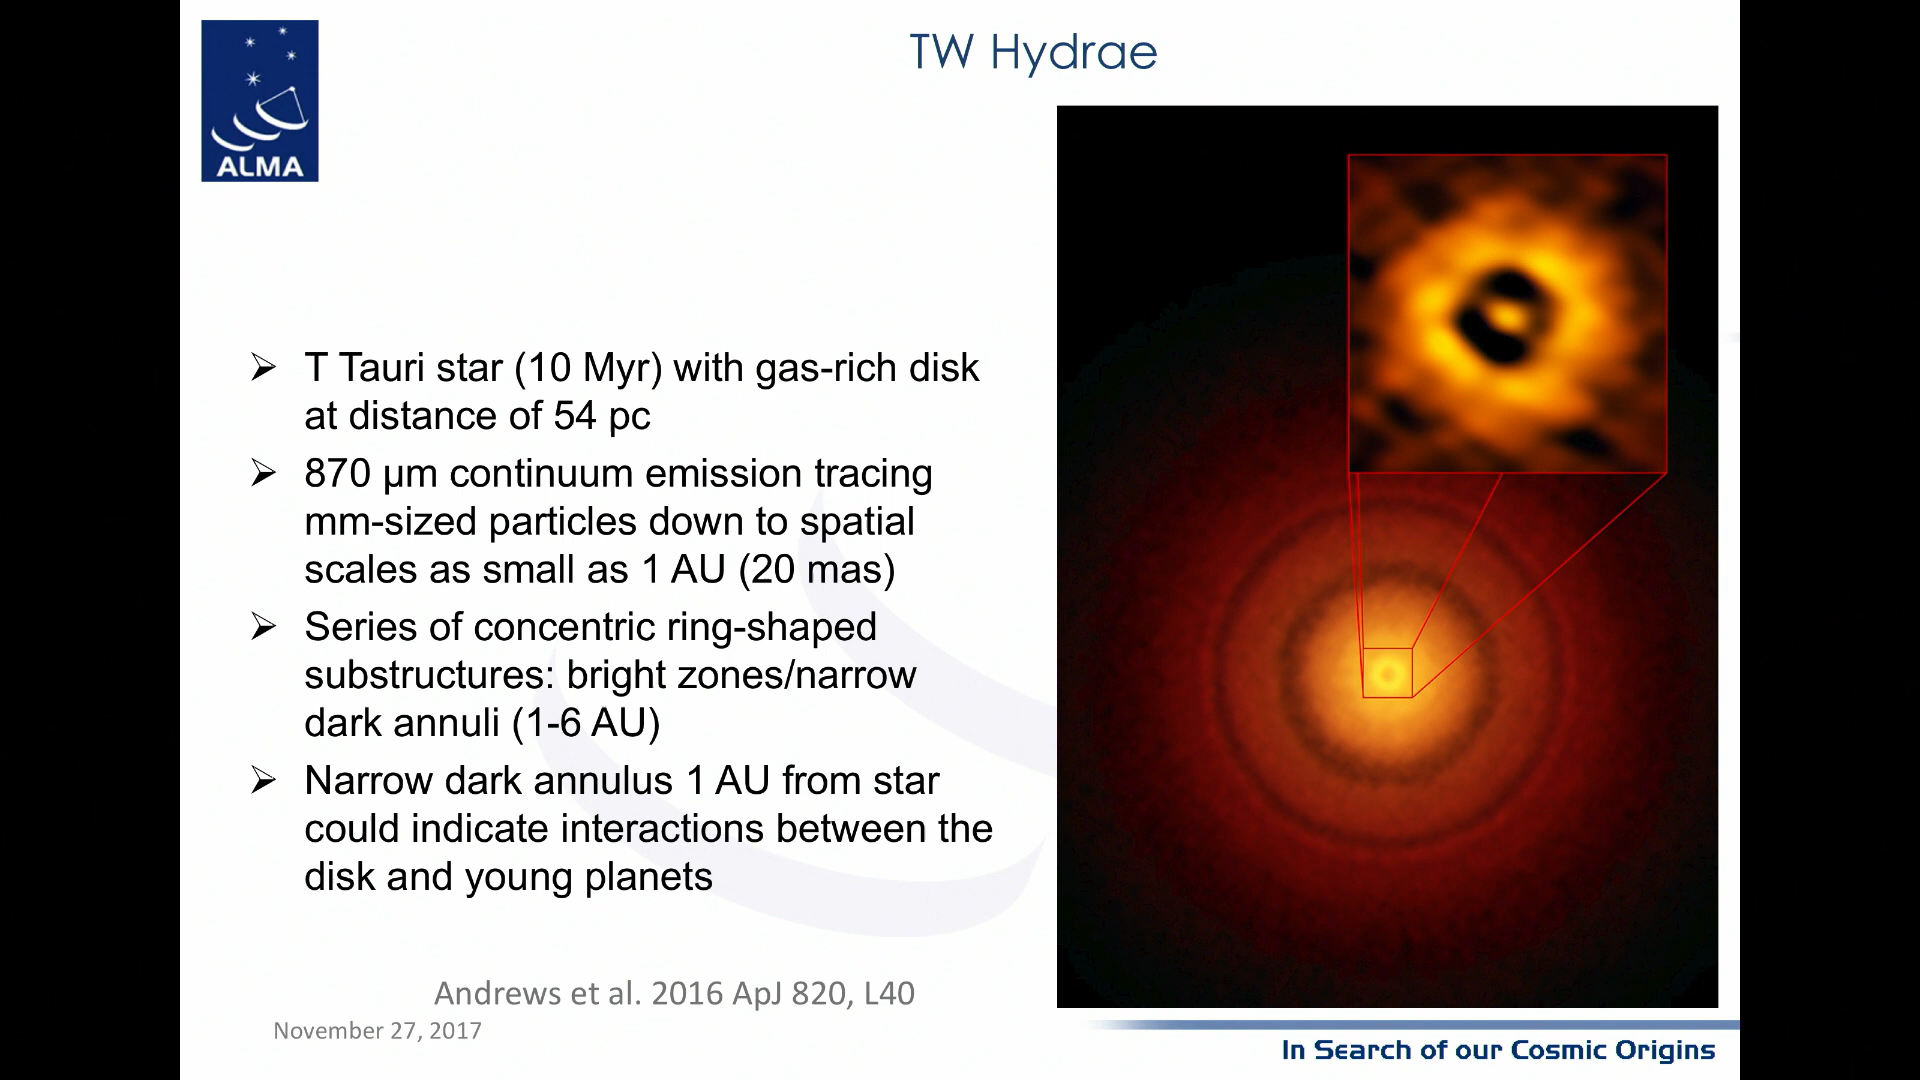 TW Hydrae
ALMA
➢ T Tauri star (10 Myr) with gas-rich disk
at distance of 54 pc
➢ 870 µm continuum emission tracing
mm-sized particles down to spatial
scales as small as 1 AU (20 mas)
➢ Series of concentric ring-shaped
substructures: bright zones/narrow
dark annuli (1-6 AU)
➢ Narrow dark annulus 1 AU from star
could indicate interactions between the
disk and young planets
Andrews et al. 2016 ApJ 820, L40
November 27, 2017
In Search of our Cosmic Origins